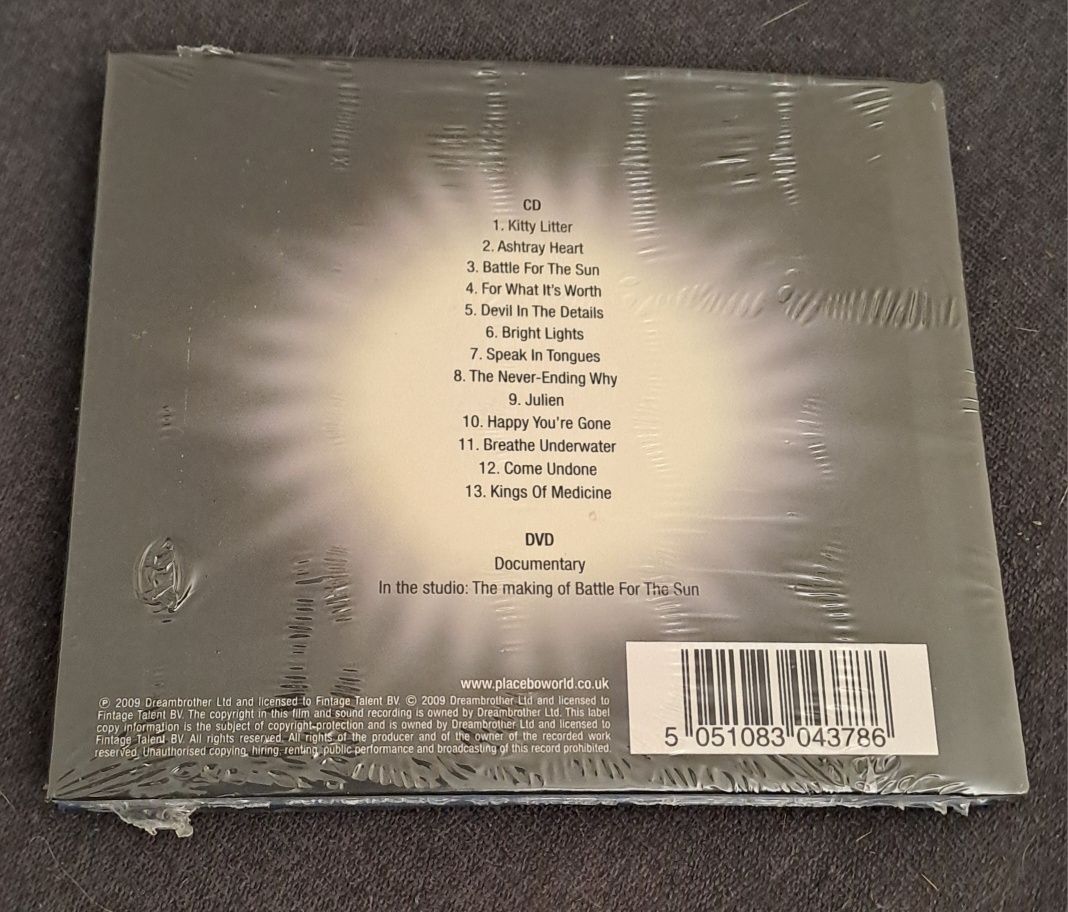 CD
1. Kitty Litter
2. Ashtray Heart
3. Battle For The Sun
4. For What It's Worth
5. Devil In The Details
6. Bright Lights
7. Speak In Tongues
8. The Never-Ending Why
9. Julien
10. Happy You're Gone
11. Breathe Underwater
12. Come Undone
13. Kings Of Medicine
DVD
Documentary
In the studio: The making of Battle For The Sun
www.placeboworld.co.uk
℗ 2009 Dreambrother Ltd and licensed to Fintage Talent BV. © 2009 Dreambrother Ltd and licensed to
Fintage Talent BV. The copyright in this film and sound recording is owned by Dreambrother Ltd. This label
copy information is the subject of copyright protection and is owned by Dreambrother Ltd and licensed to
Fintage Talent BV. All rights reserved. All rights of the producer and of the owner of the recorded work
reserved. Unauthorised copying, hiring, renting, public performance and broadcasting of this record prohibited.
5 051083 043786